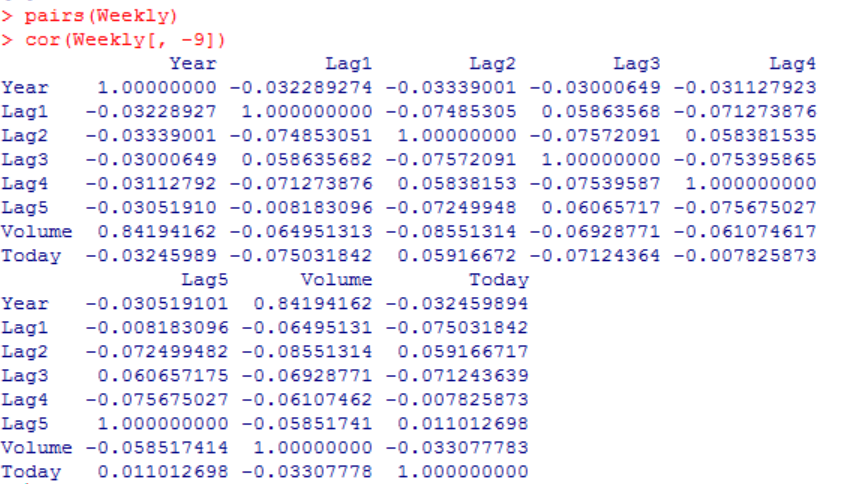 > pairs(Weekly)
> cor(Weekly[, -9])
Year Lag1 Lag2 Lag3 Lag4
Year 1.00000000 -0.032289274 -0.03339001 -0.03000649 -0.031127923
Lag1 -0.03228927 1.000000000 -0.07485305 0.05863568 -0.071273876
Lag2 -0.03339001 -0.074853051 1.00000000 -0.07572091 0.058381535
Lag3 -0.03000649 0.058635682 -0.07572091 1.00000000 -0.075395865
Lag4 -0.03112792 -0.071273876 0.05838153 -0.07539587 1.000000000
Lag5 -0.03051910 -0.008183096 -0.07249948 0.06065717 -0.075675027
Volume 0.84194162 -0.064951313 -0.08551314 -0.06928771 -0.061074617
Today -0.03245989 -0.075031842 0.05916672 -0.07124364 -0.007825873
Lag5 Volume Today
Year -0.030519101 0.84194162 -0.032459894
Lag1 -0.008183096 -0.06495131 -0.075031842
Lag2 -0.072499482 -0.08551314 0.059166717
Lag3 0.060657175 -0.06928771 -0.071243639
Lag4 -0.075675027 -0.06107462 -0.007825873
Lag5 1.000000000 -0.05851741 0.011012698
Volume -0.058517414 1.00000000 -0.033077783
Today 0.011012698 -0.03307778 1.000000000